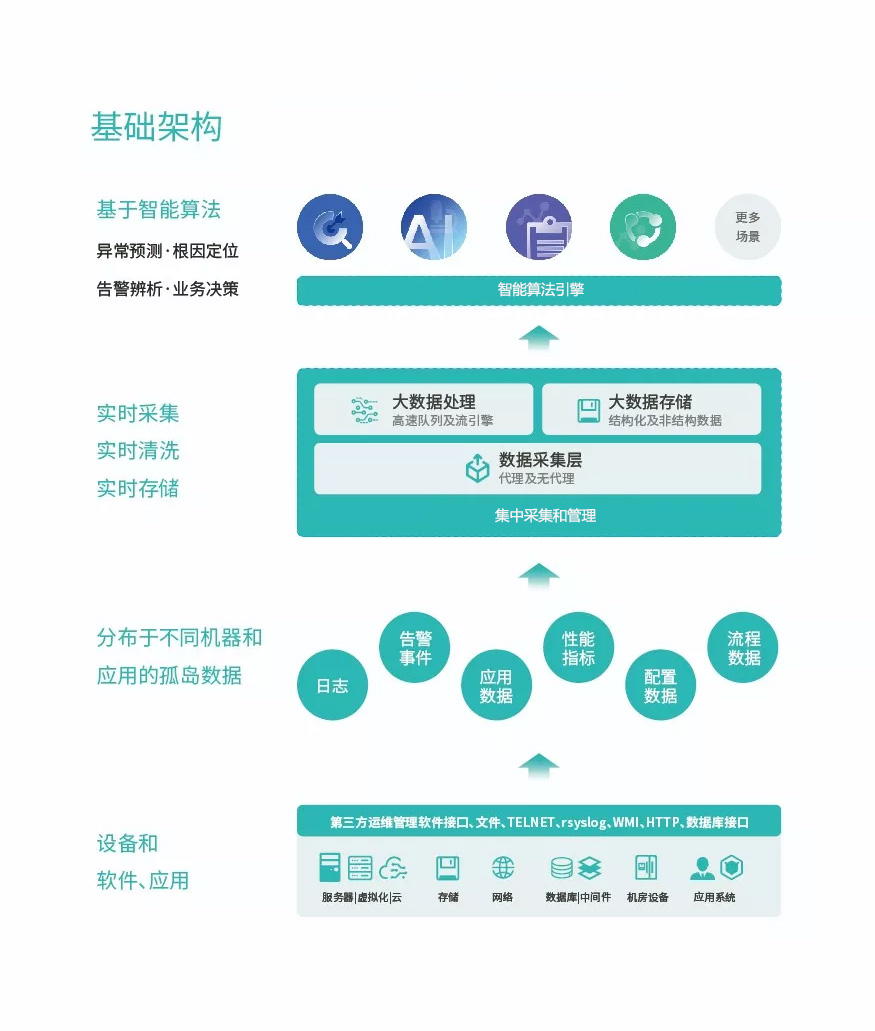 基础架构
基于智能算法
异常预测·根因定位
告警辨析·业务决策
AI
更多
场景
智能算法引擎
实时采集
实时清洗
实时存储
大数据处理
高速队列及流引擎
大数据存储
结构化及非结构数据
数据采集层
代理及无代理
集中采集和管理
分布于不同机器和
应用的孤岛数据
日志
告警
事件
应用
数据
性能
指标
配置
数据
流程
数据
设备和
软件、应用
第三方运维管理软件接口、文件、TELNET、rsyslog、WMI、HTTP、数据库接口
服务器|虚拟化|云
存储
网络
数据库|中间件
机房设备
应用系统